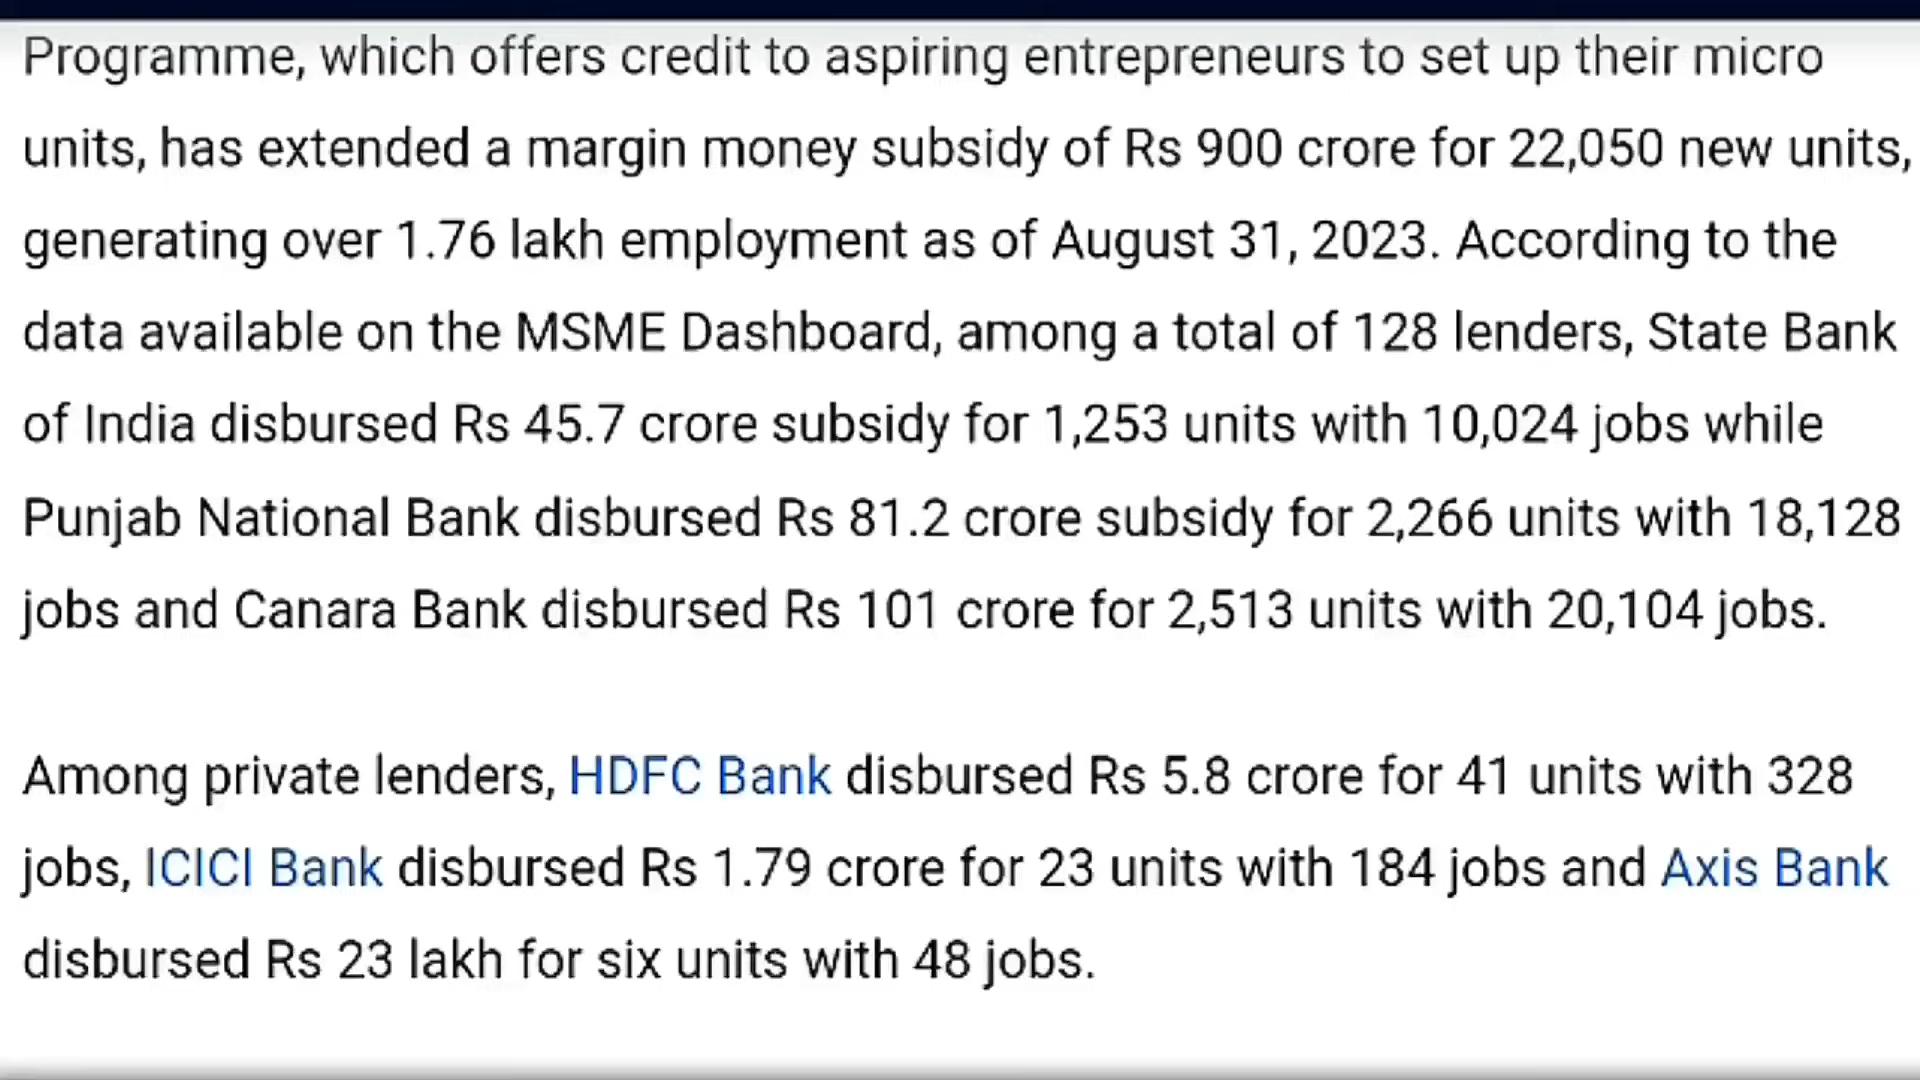 Programme, which offers credit to aspiring entrepreneurs to set up their micro
units, has extended a margin money subsidy of Rs 900 crore for 22,050 new units,
generating over 1.76 lakh employment as of August 31, 2023. According to the
data available on the MSME Dashboard, among a total of 128 lenders, State Bank
of India disbursed Rs 45.7 crore subsidy for 1,253 units with 10,024 jobs while
Punjab National Bank disbursed Rs 81.2 crore subsidy for 2,266 units with 18,128
jobs and Canara Bank disbursed Rs 101 crore for 2,513 units with 20,104 jobs.
Among private lenders, HDFC Bank disbursed Rs 5.8 crore for 41 units with 328
jobs, ICICI Bank disbursed Rs 1.79 crore for 23 units with 184 jobs and Axis Bank
disbursed Rs 23 lakh for six units with 48 jobs.